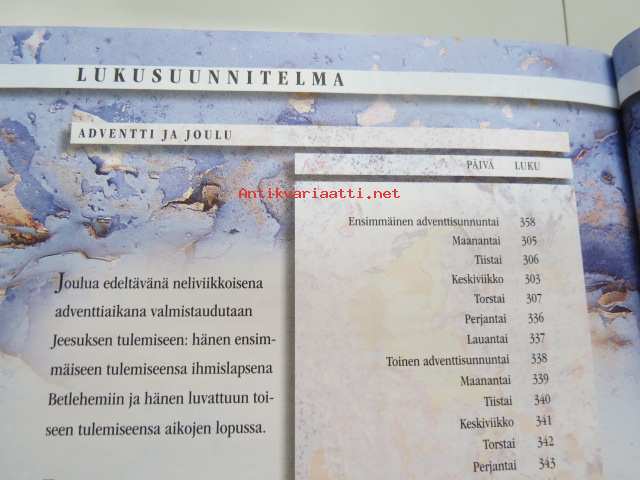 LUKUSUUNNITELMA
ADVENTTI JA JOULU
PÄIVÄ LUKU
Antikvariaatti.net
Joulua edeltävänä neliviikkoisena
adventtiaikana valmistaudutaan
Jeesuksen tulemiseen: hänen ensim-
mäiseen tulemiseensa ihmislapsena
Betlehemiin ja hänen luvattuun toi-
seen tulemiseensa aikojen lopussa.
Ensimmäinen adventtisunnuntai 358
Maanantai 305
Tiistai 306
Keskiviikko 303
Torstai 307
Perjantai 336
Lauantai 337
Toinen adventtisunnuntai 338
Maanantai 339
Tiistai 340
Keskiviikko 341
Torstai 342
Perjantai 343